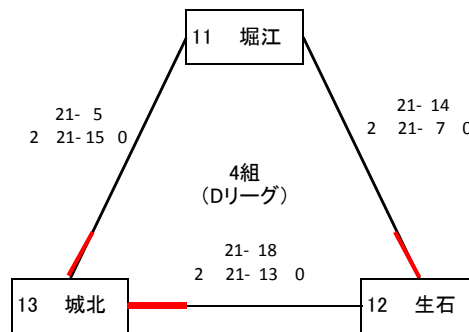 11 堀江
21- 5
2 21-15 0
21- 14
2 21- 7 0
4組
(Dリーグ)
21- 18
2 21- 13 0
13 城北
12 生石